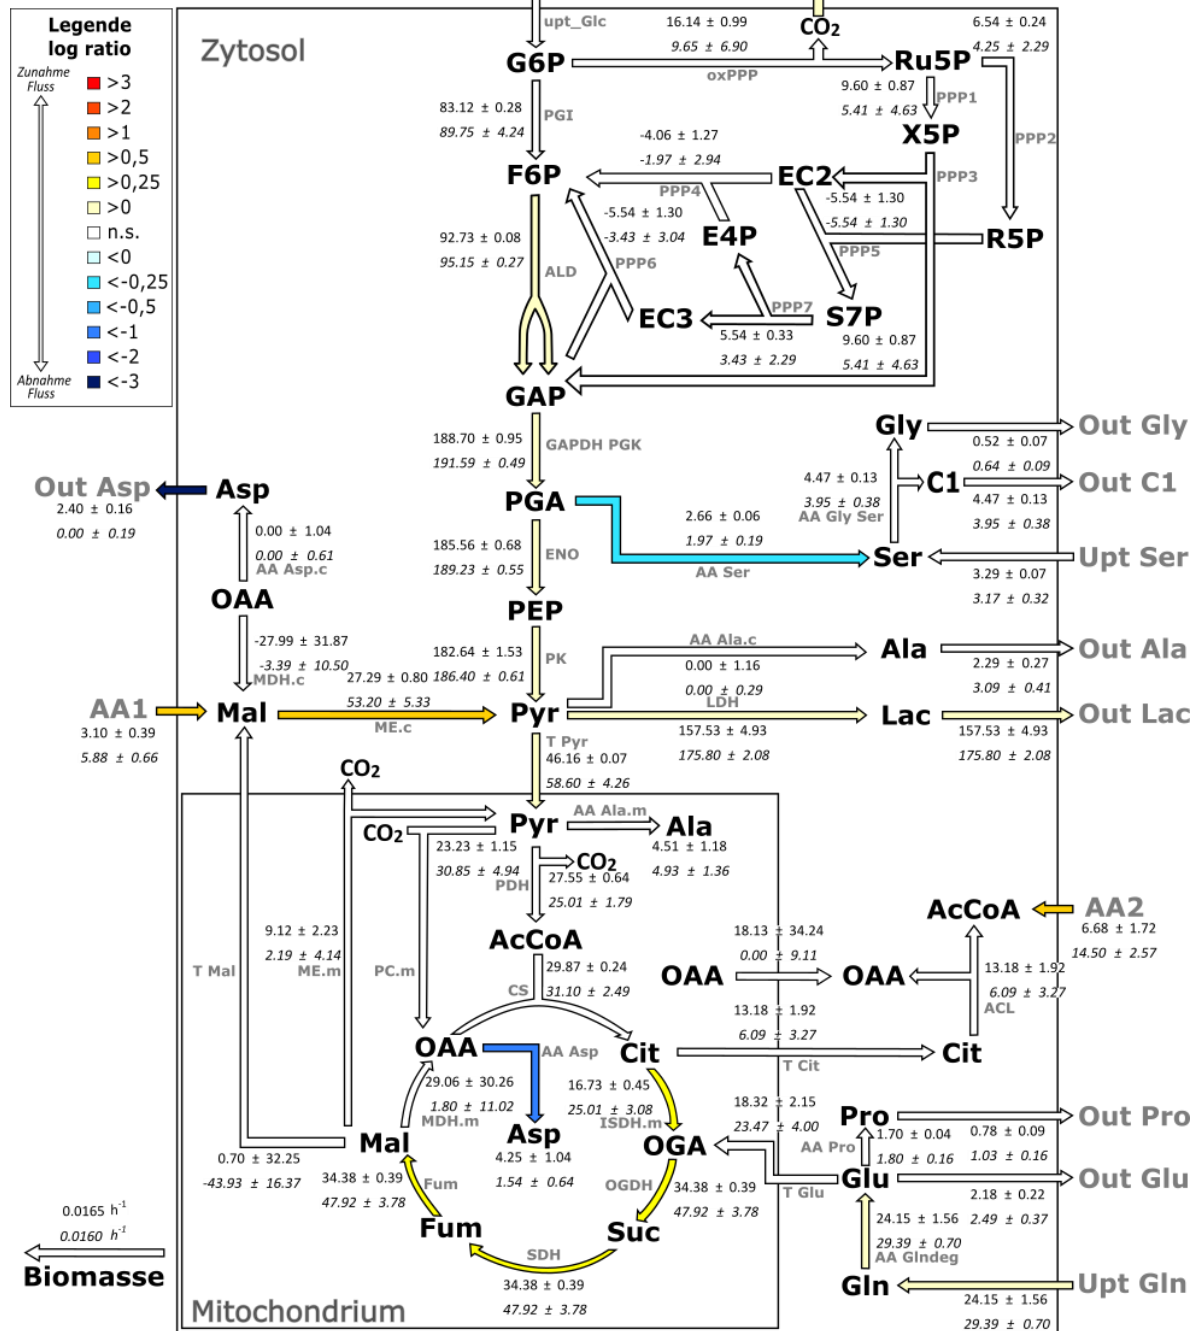 Legende
log ratio
Zunahme
Fluss
>3
>2
>1
>0,5
>0,25
>0
n.s.
<0
<-0,25
<-0,5
<-1
<-2
<-3
Abnahme
Fluss
Zytosol
upt_Glc
16.14 ± 0.99
9.65 ± 6.90
CO₂
6.54 ± 0.24
4.25 ± 2.29
G6P
oxPPP
Ru5P
83.12 ± 0.28
89.75 ± 4.24
PGI
9.60 ± 0.87
5.41 ± 4.63
PPP1
X5P
PPP2
-4.06 ± 1.27
-1.97 ± 2.94
F6P
PPP4
EC2
PPP3
-5.54 ± 1.30
-5.54 ± 1.30
-5.54 ± 1.30
-3.43 ± 3.04
E4P
R5P
92.73 ± 0.08
95.15 ± 0.27
ALD
PPP6
PPP5
EC3
PPP7
S7P
5.54 ± 0.33
3.43 ± 2.29
9.60 ± 0.87
5.41 ± 4.63
GAP
188.70 ± 0.95
191.59 ± 0.49
GAPDH PGK
Gly
Out Gly
0.52 ± 0.07
0.64 ± 0.09
Out Asp
2.40 ± 0.16
0.00 ± 0.19
Asp
PGA
4.47 ± 0.13
3.95 ± 0.38
AA Gly Ser
C1
Out C1
4.47 ± 0.13
3.95 ± 0.38
0.00 ± 1.04
0.00 ± 0.61
AA Asp.c
185.56 ± 0.68
189.23 ± 0.55
ENO
2.66 ± 0.06
1.97 ± 0.19
AA Ser
Ser
Upt Ser
3.29 ± 0.07
3.17 ± 0.32
OAA
PEP
-27.99 ± 31.87
-3.39 ± 10.50
MDH.c
182.64 ± 1.53
186.40 ± 0.61
PK
AA Ala.c
0.00 ± 1.16
0.00 ± 0.29
Ala
Out Ala
2.29 ± 0.27
3.09 ± 0.41
AA1
3.10 ± 0.39
5.88 ± 0.66
Mal
27.29 ± 0.80
53.20 ± 5.33
ME.c
Pyr
LDH
157.53 ± 4.93
175.80 ± 2.08
Lac
Out Lac
157.53 ± 4.93
175.80 ± 2.08
T Pyr
46.16 ± 0.07
58.60 ± 4.26
CO₂
CO₂
Pyr
AA Ala.m
Ala
4.51 ± 1.18
4.93 ± 1.36
23.23 ± 1.15
30.85 ± 4.94
PDH
CO₂
27.55 ± 0.64
25.01 ± 1.79
AcCoA
AcCoA
AA2
6.68 ± 1.72
14.50 ± 2.57
T Mal
9.12 ± 2.23
2.19 ± 4.14
ME.m
PC.m
CS
29.87 ± 0.24
31.10 ± 2.49
18.13 ± 34.24
0.00 ± 9.11
OAA
OAA
13.18 ± 1.92
6.09 ± 3.27
ACL
13.18 ± 1.92
6.09 ± 3.27
OAA
AA Asp
Cit
T Cit
Cit
29.06 ± 30.26
1.80 ± 11.02
MDH.m
16.73 ± 0.45
25.01 ± 3.08
ISDH.m
18.32 ± 2.15
23.47 ± 4.00
Pro
Out Pro
AA Pro
1.70 ± 0.04
1.80 ± 0.16
0.78 ± 0.09
1.03 ± 0.16
Mal
Asp
4.25 ± 1.04
1.54 ± 0.64
OGA
T Glu
Glu
Out Glu
2.18 ± 0.22
2.49 ± 0.37
0.70 ± 32.25
-43.93 ± 16.37
34.38 ± 0.39
47.92 ± 3.78
Fum
OGDH
34.38 ± 0.39
47.92 ± 3.78
Fum
Suc
24.15 ± 1.56
29.39 ± 0.70
AA Glndeg
0.0165 h⁻¹
0.0160 h⁻¹
Biomasse
SDH
34.38 ± 0.39
47.92 ± 3.78
Gln
Upt Gln
24.15 ± 1.56
29.39 ± 0.70
Mitochondrium